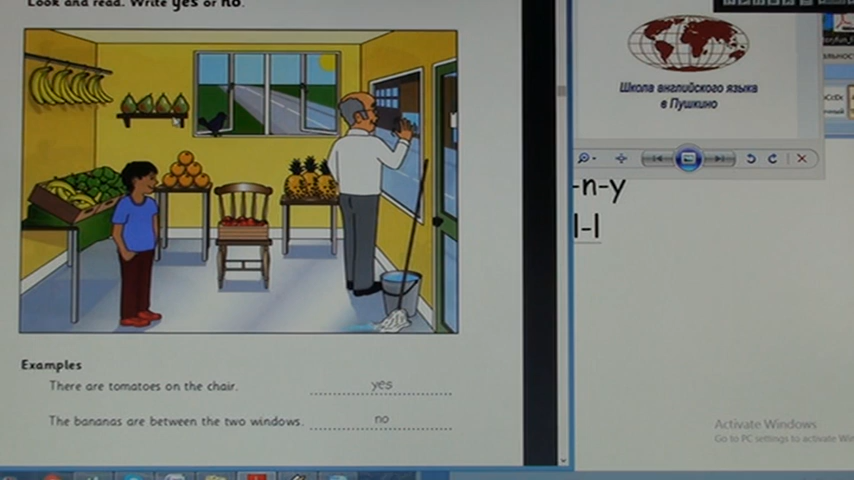 Look and read. Write yes or no.
Examples
There are tomatoes on the chair. yes
The bananas are between the two windows. no
Школа английского языка
в Пушкино
-n-y
l-l
Activate Windows
Go to PC settings to activate Win